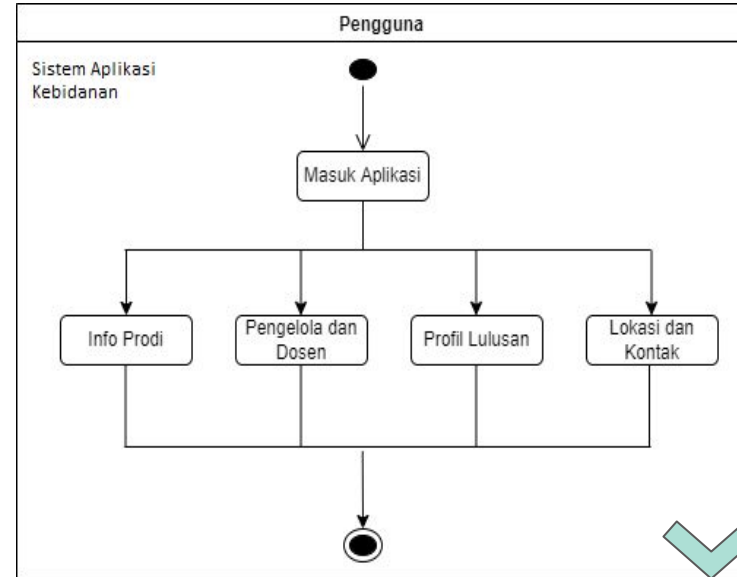 Pengguna
Sistem Aplikasi
Kebidanan
Masuk Aplikasi
Info Prodi
Pengelola dan
Dosen
Profil Lulusan
Lokasi dan
Kontak